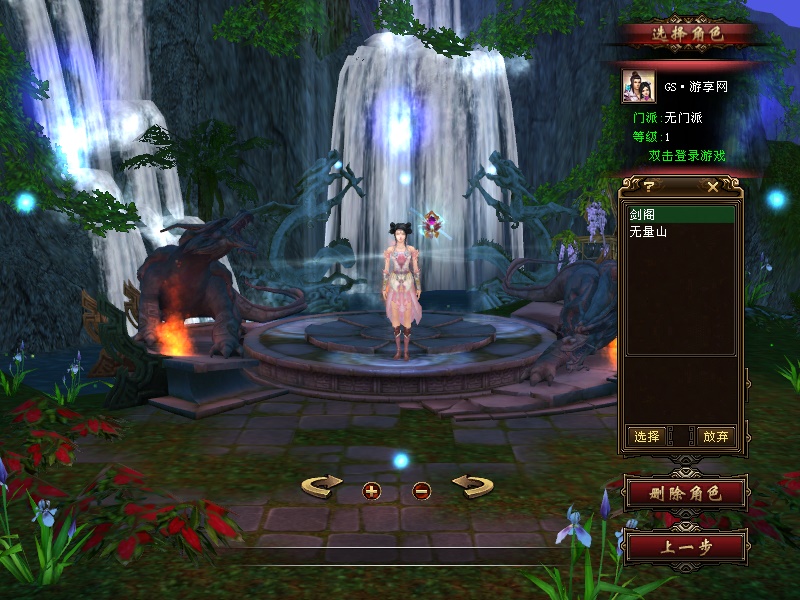 选择角色
GS·游享网
门派:无门派
等级:1
双击登录游戏
?
剑阁
无量山
选择
放弃
删除角色
上一步